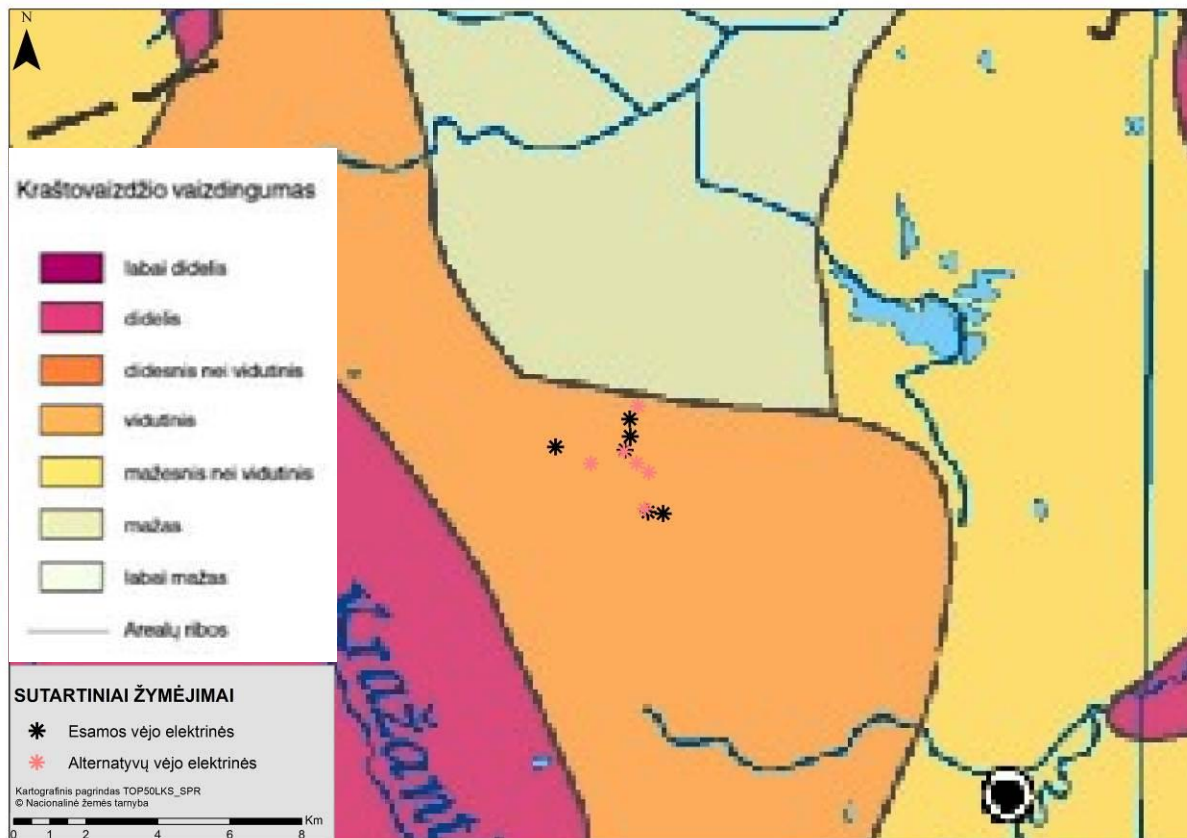 N
Kraštovaizdžio vaizdingumas
labai didelis
didelis
didesnis nei vidutinis
vidutinis
mažesnis nei vidutinis
mažas
labai mažas
Arealų ribos
Kražant
SUTARTINIAI ŽYMĖJIMAI
Esamos vėjo elektrinės
Alternatyvų vėjo elektrinės
Kartografinis pagrindas TOP50LKS_SPR
© Nacionalinė žemės tarnyba
Km
0 1 2 4 6 8